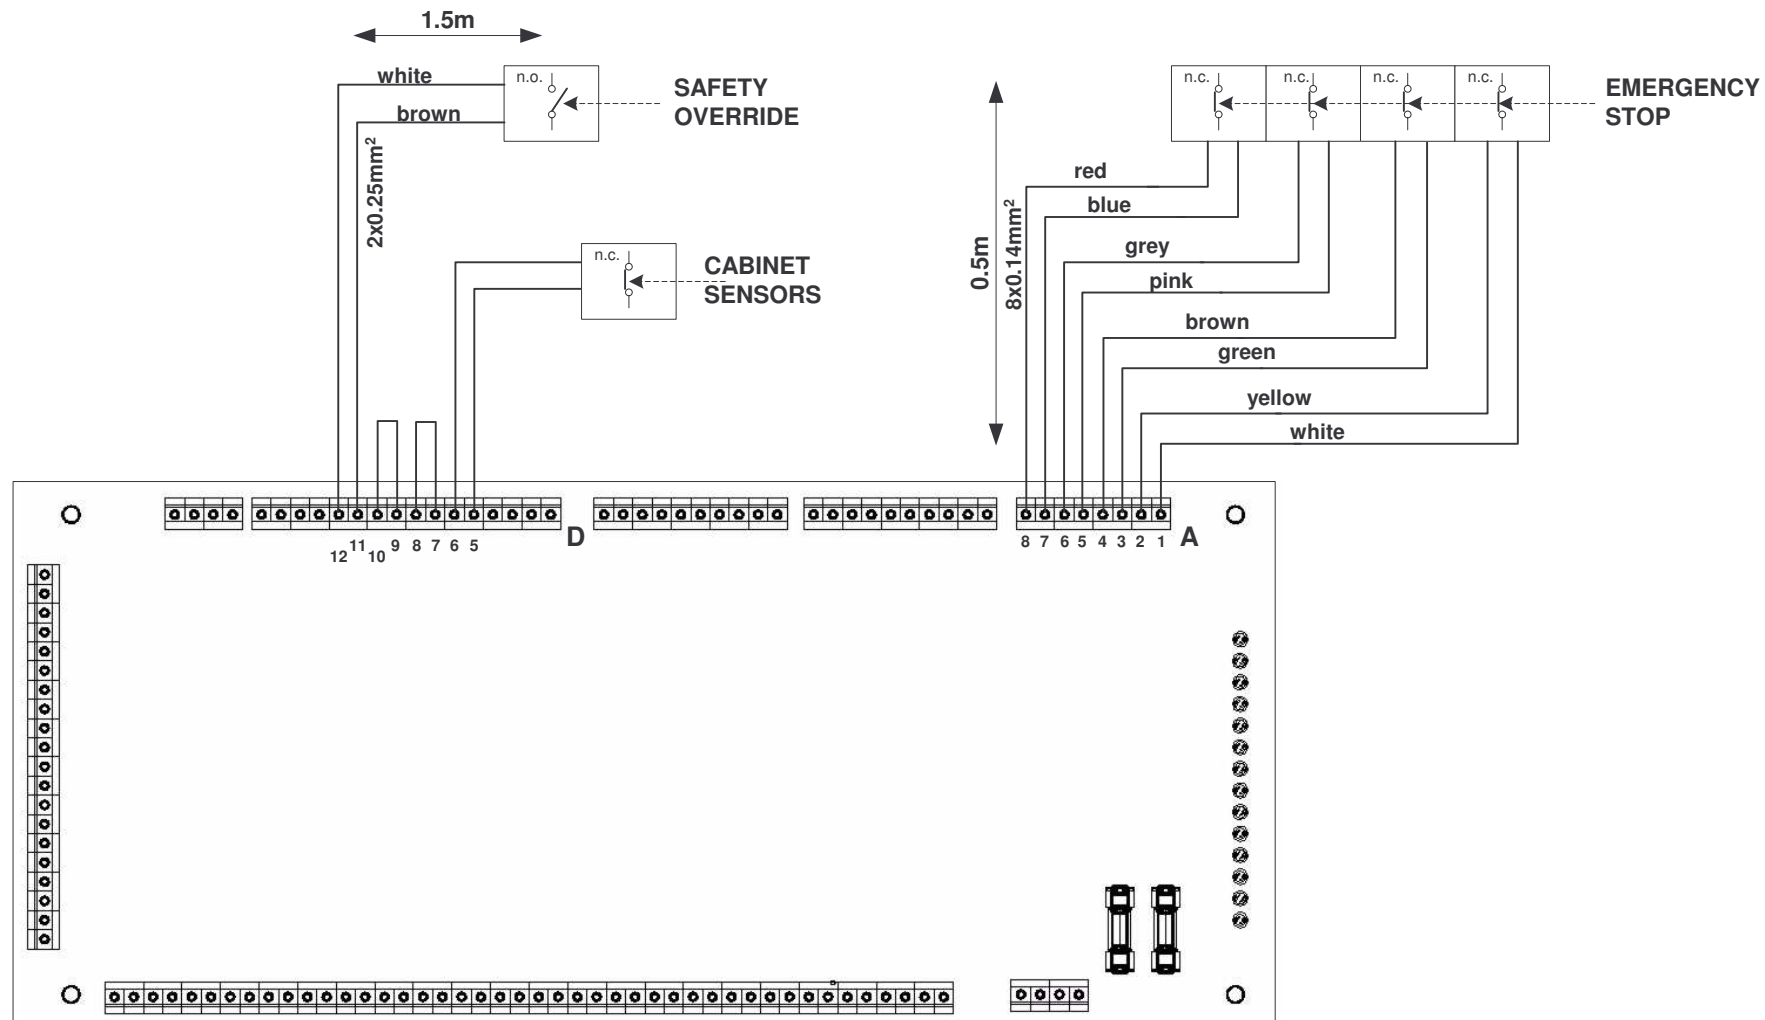 1.5m
white
brown
2x0.25mm²
n.o.
SAFETY
OVERRIDE
n.c.
CABINET
SENSORS
n.c.
n.c.
n.c.
n.c.
EMERGENCY
STOP
0.5m
8x0.14mm²
red
blue
grey
pink
brown
green
yellow
white
12 11 10 9 8 7 6 5
D
8 7 6 5 4 3 2 1
A